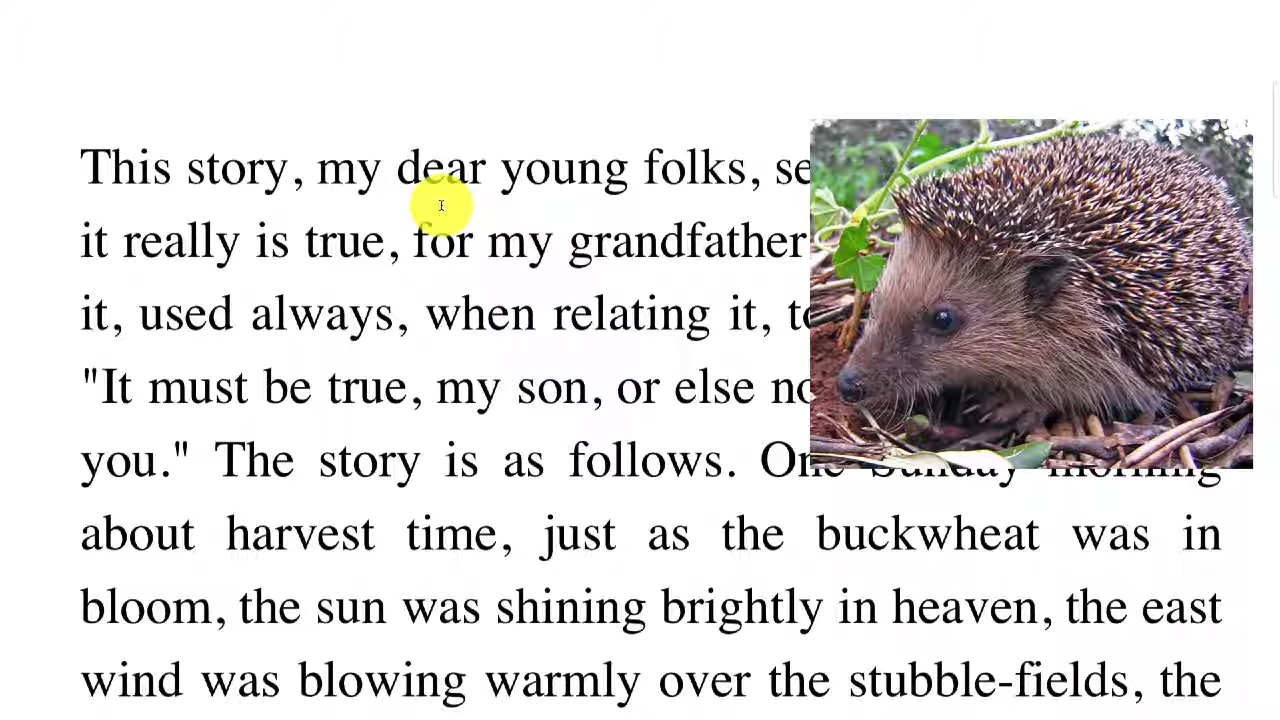 This story, my dear young folks,
it really is true, for my grandfather
it, used always, when relating it,
"It must be true, my son, or else
you." The story is as follows. One Sunday morning
about harvest time, just as the buckwheat was in
bloom, the sun was shining brightly in heaven, the east
wind was blowing warmly over the stubble-fields, the